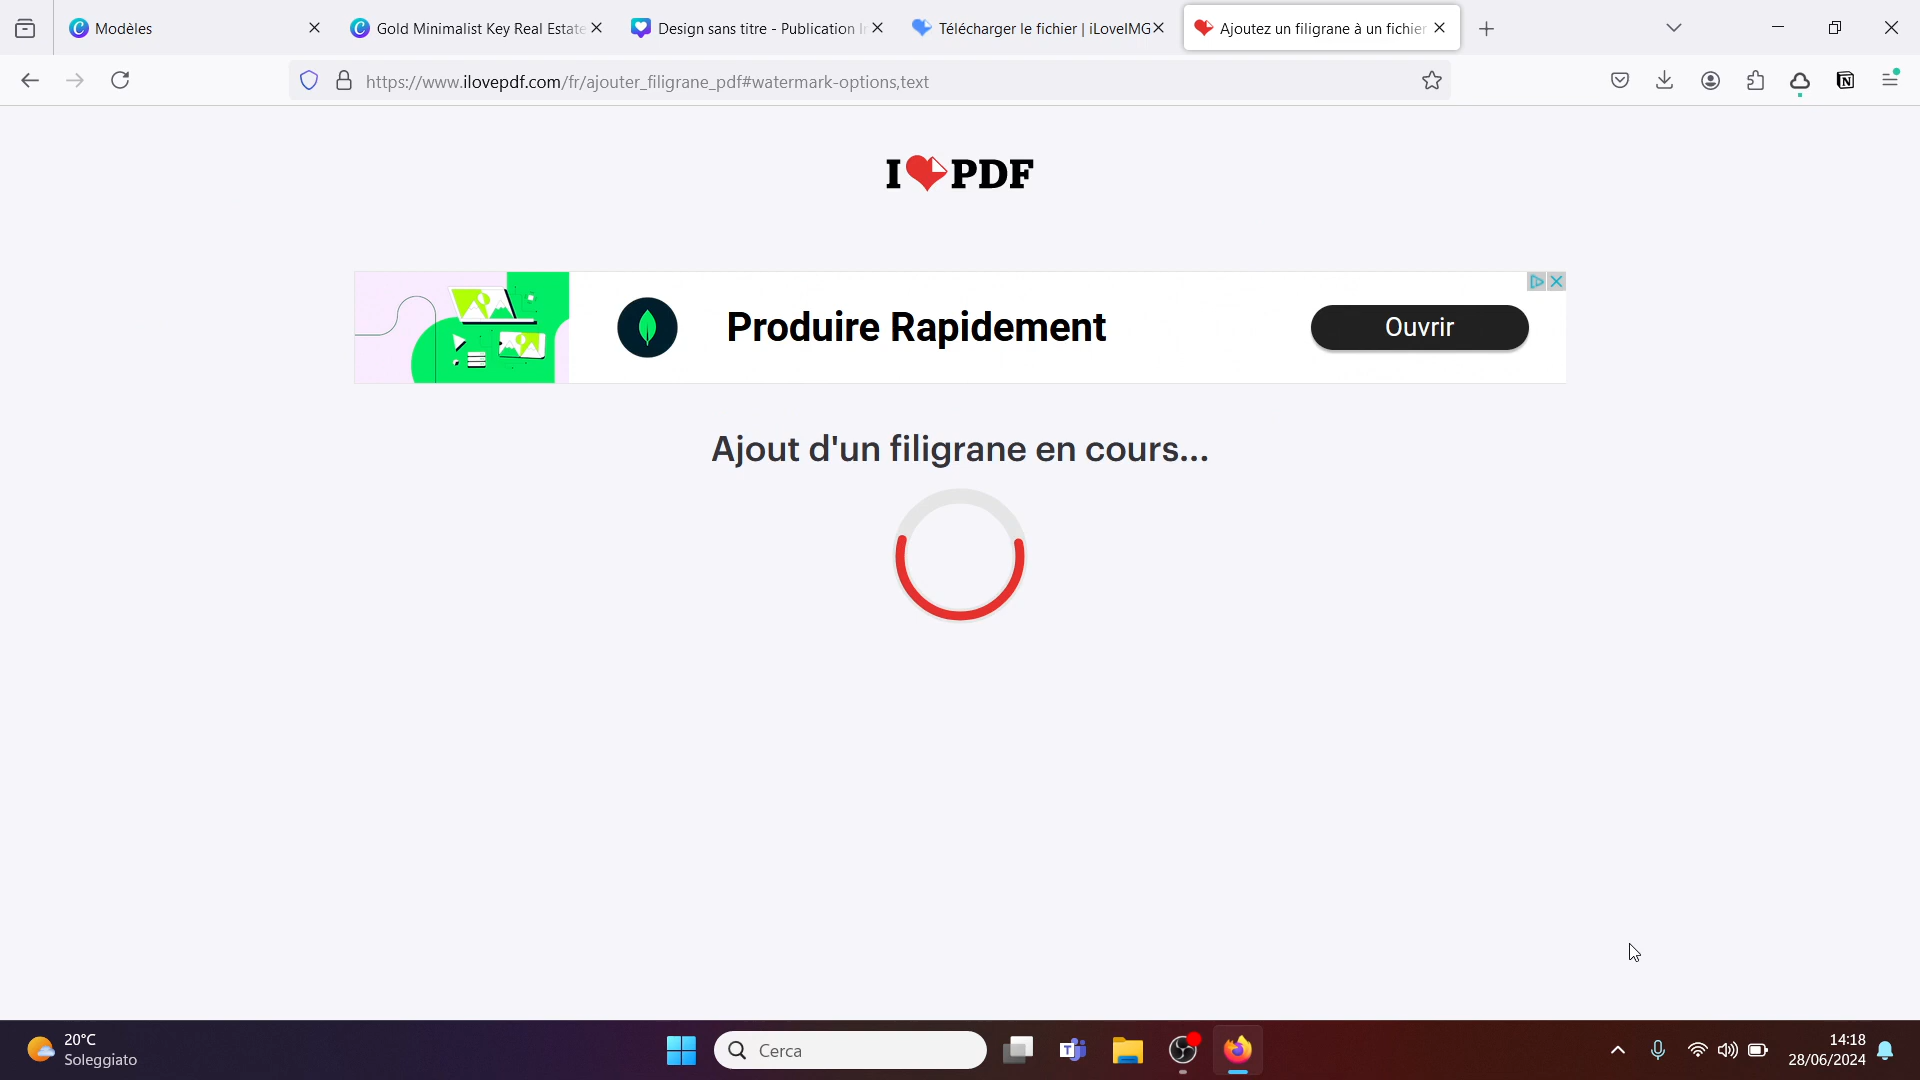 Modèles
Gold Minimalist Key Real Estate
Design sans titre - Publication In
Télécharger le fichier | iLoveIMG
Ajoutez un filigrane à un fichier
https://www.ilovepdf.com/fr/ajouter_filigrane_pdf#watermark-options,text
I PDF
Produire Rapidement
Ouvrir
Ajout d'un filigrane en cours...
20°C
Soleggiato
Cerca
14:18
28/06/2024